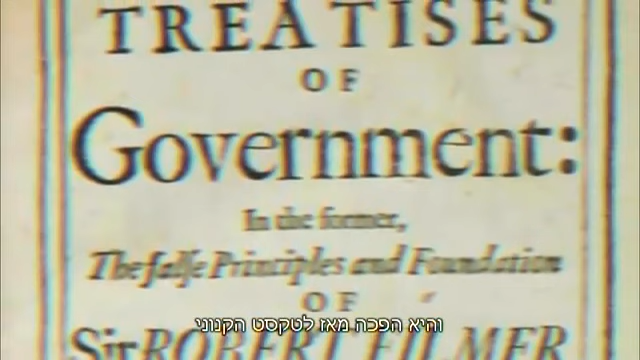 TREATISES
OF
Government:
In the former,
The false Principles and Foundation
OF
Sir ROBERT FILMER
והיא הפכה מאז לטקסט הקנוני